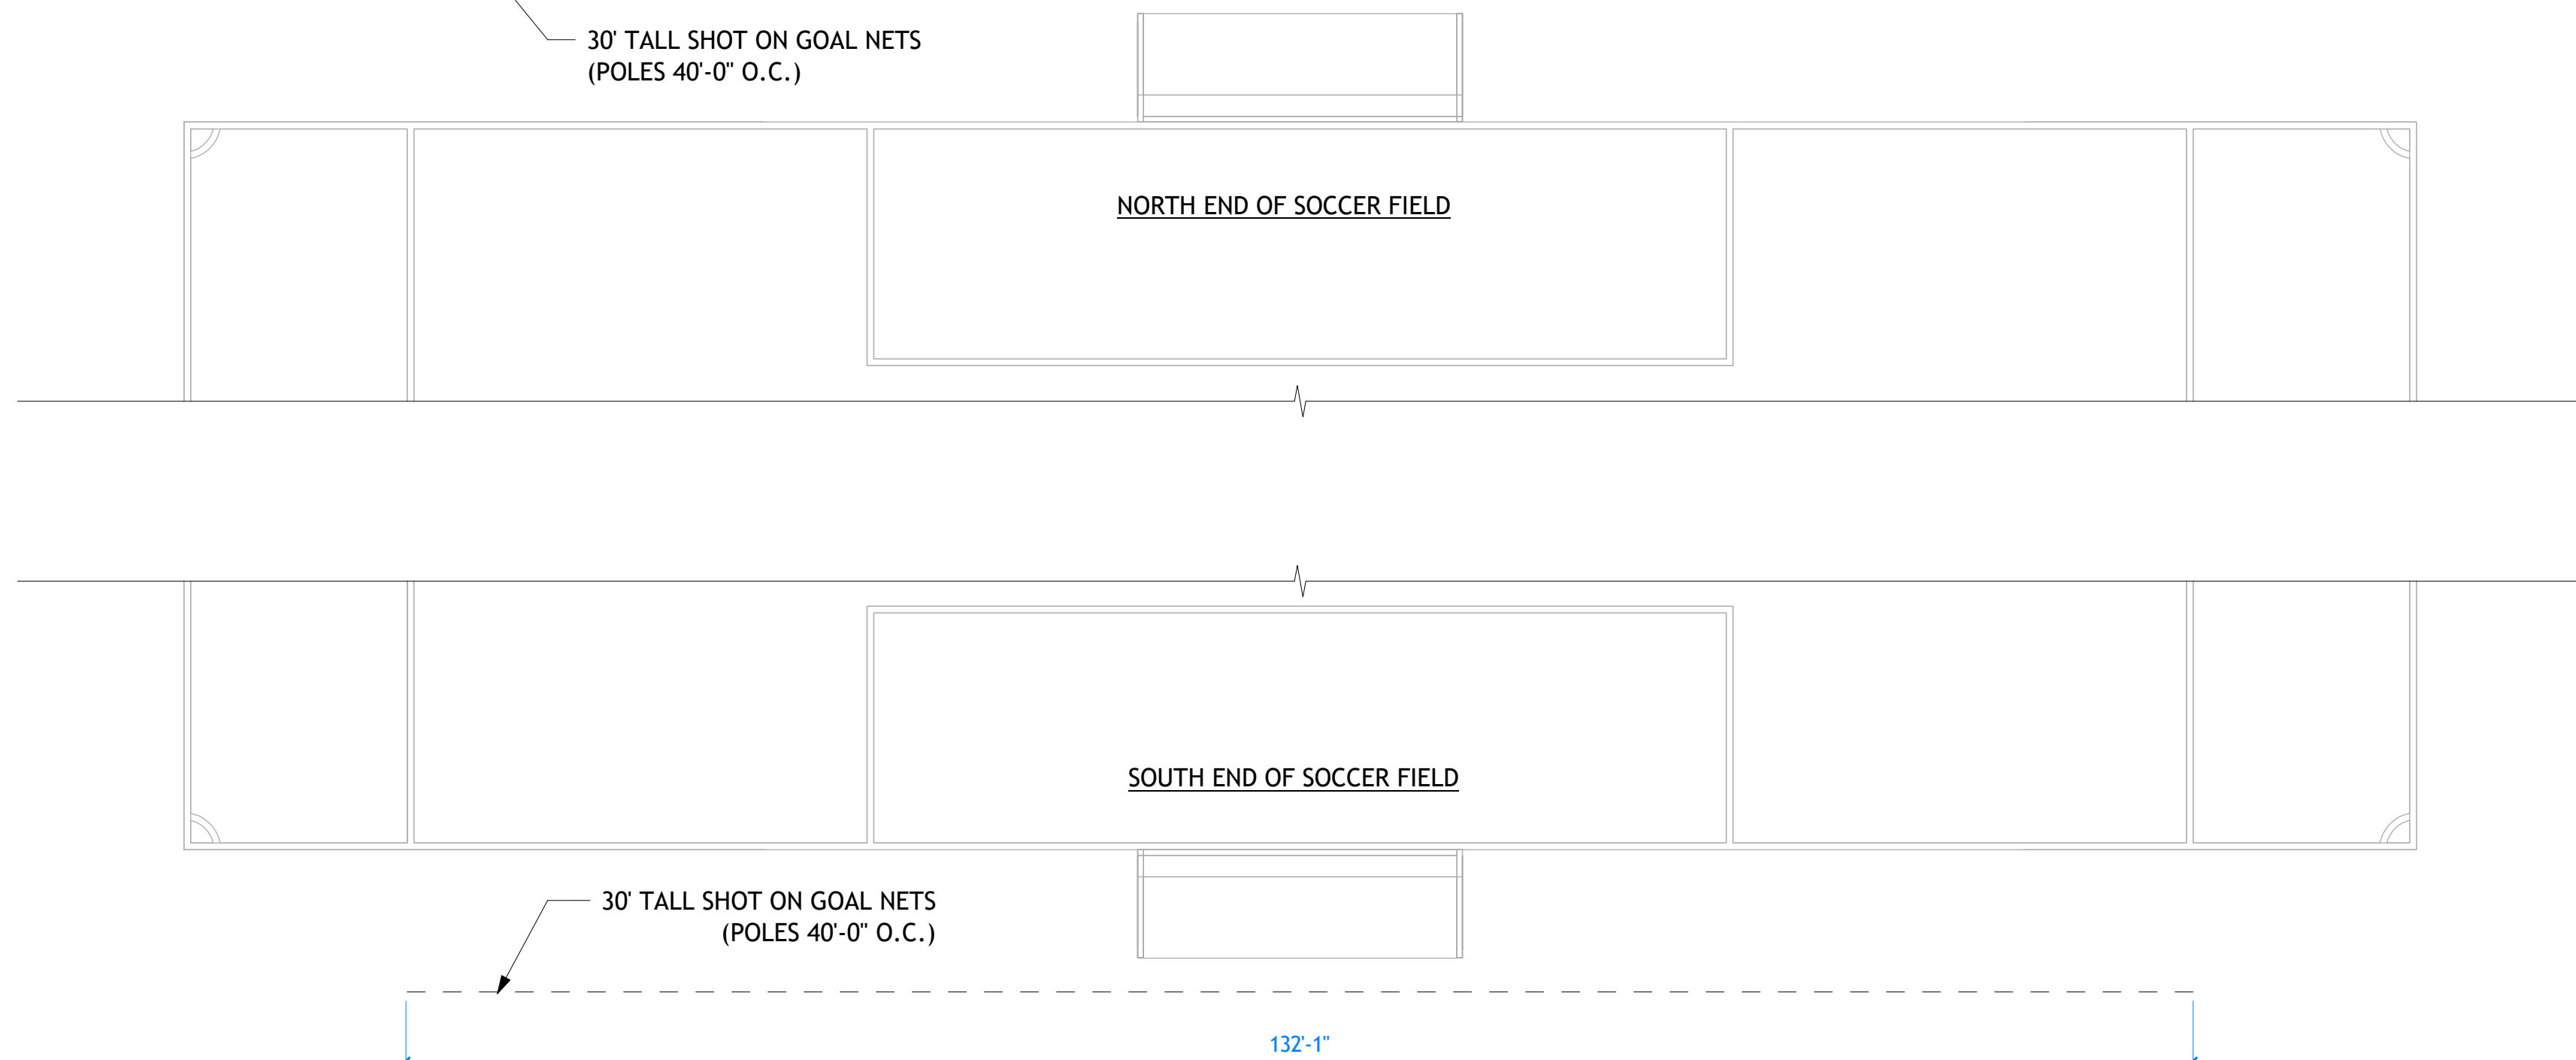 30' TALL SHOT ON GOAL NETS
(POLES 40'-0" O.C.)
NORTH END OF SOCCER FIELD
SOUTH END OF SOCCER FIELD
30' TALL SHOT ON GOAL NETS
(POLES 40'-0" O.C.)
132'-1"